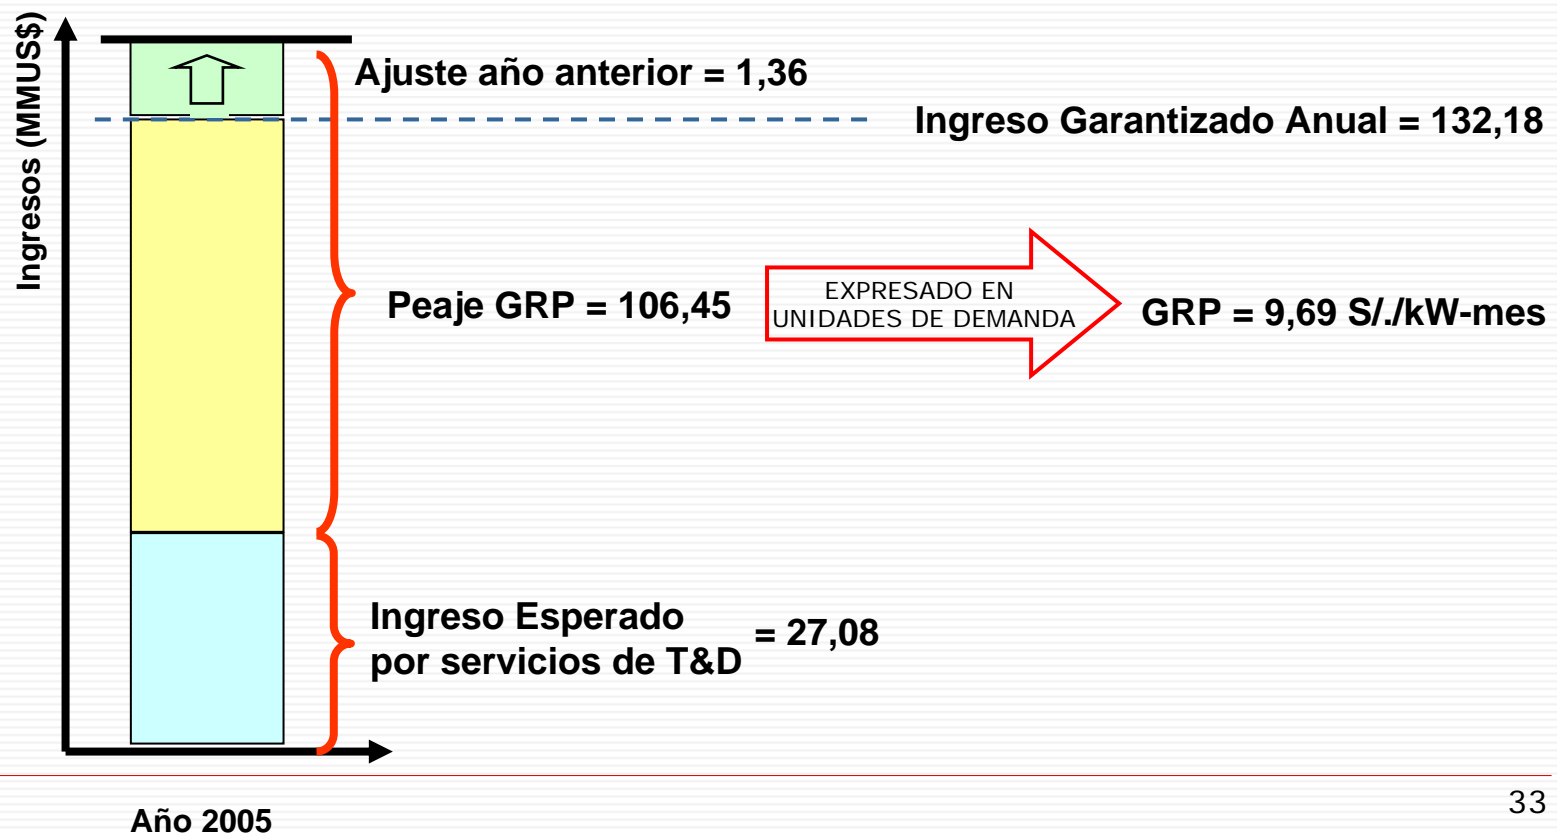 Ingresos (MMUS$)
Ajuste año anterior = 1,36
Ingreso Garantizado Anual = 132,18
Peaje GRP = 106,45
EXPRESADO EN
UNIDADES DE DEMANDA
GRP = 9,69 S/./kW-mes
Ingreso Esperado
por servicios de T&D
= 27,08
Año 2005
33